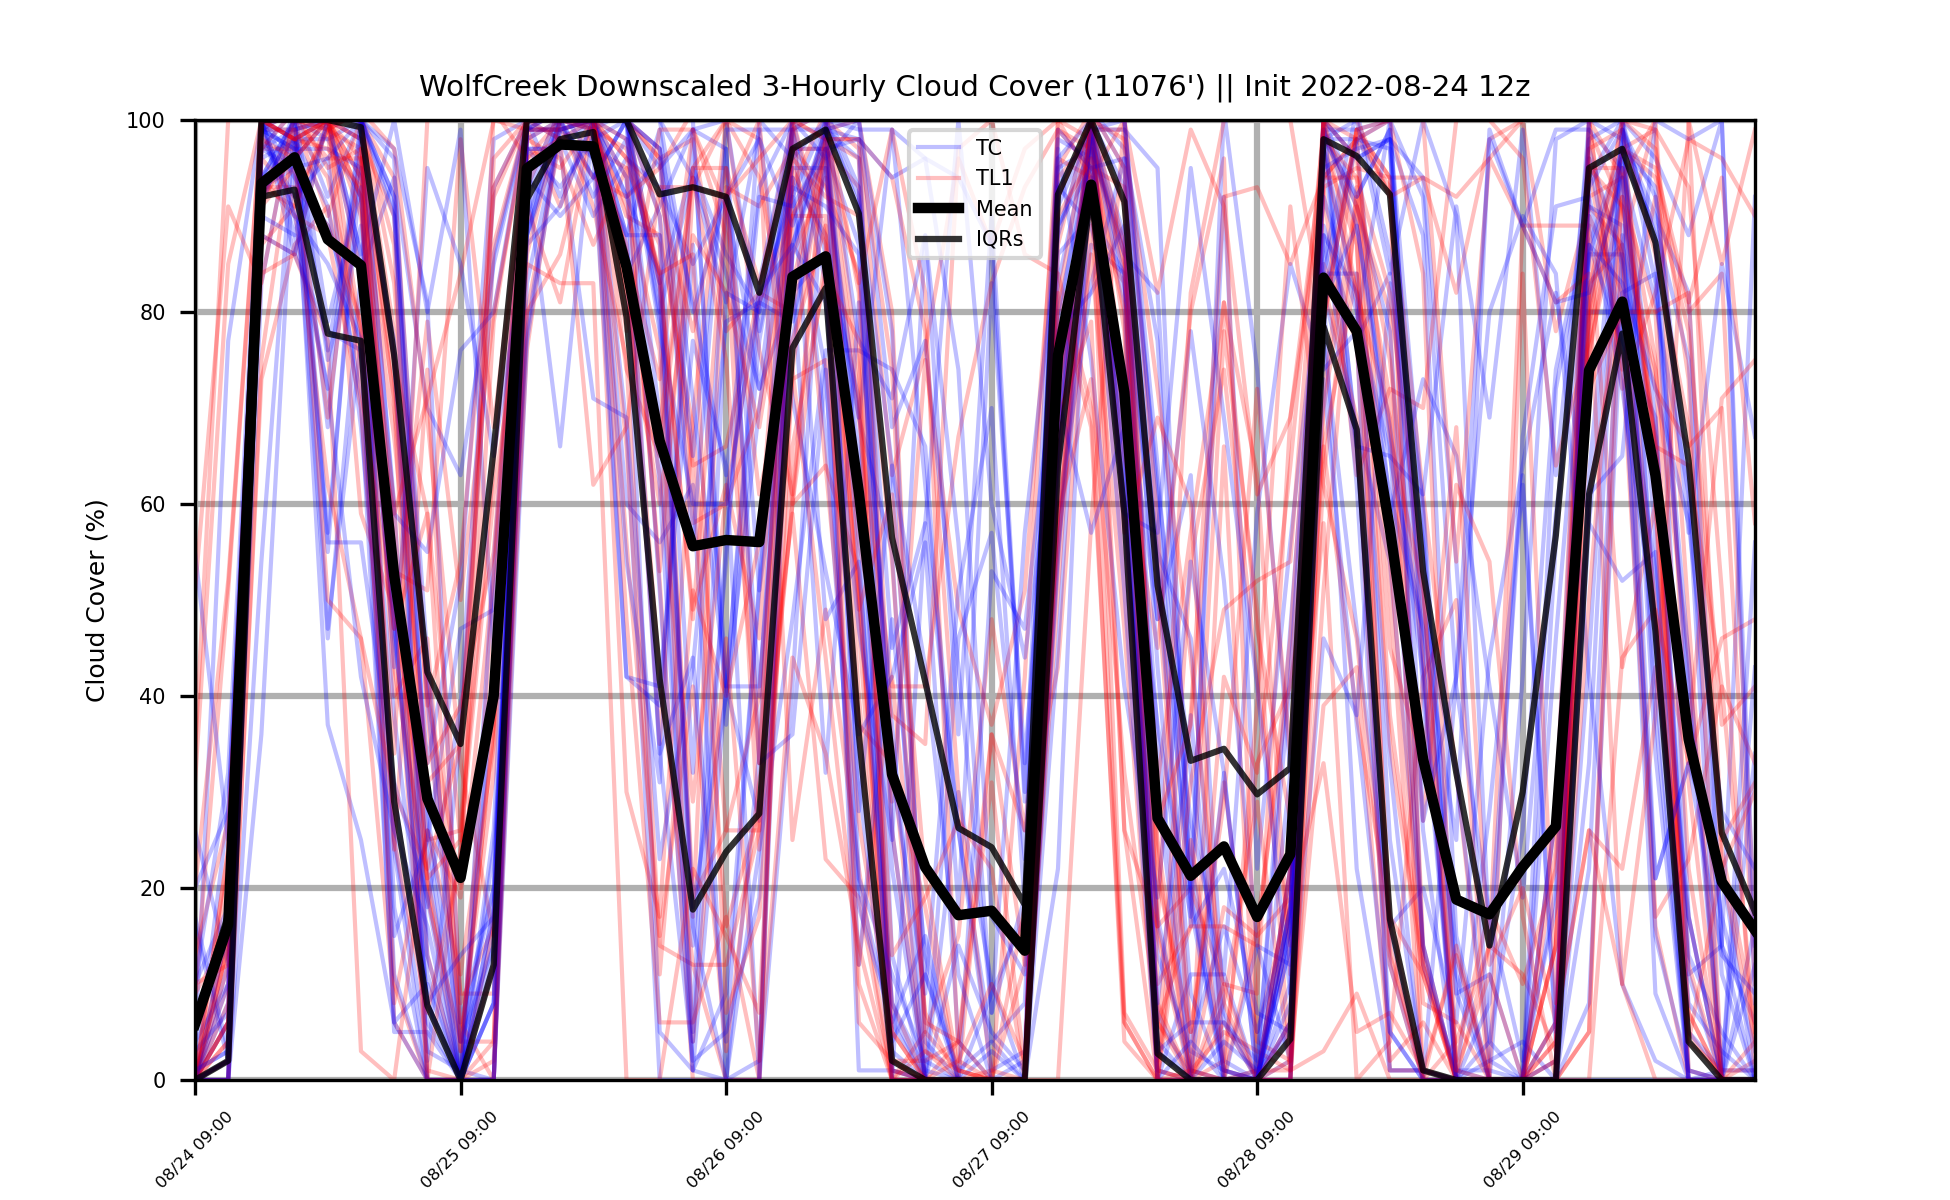 WolfCreek Downscaled 3-Hourly Cloud Cover (11076') || Init 2022-08-24 12z
Cloud Cover (%)
100
80
60
40
20
0
TC
TL1
Mean
IQRs
08/24 09:00
08/25 09:00
08/26 09:00
08/27 09:00
08/28 09:00
08/29 09:00